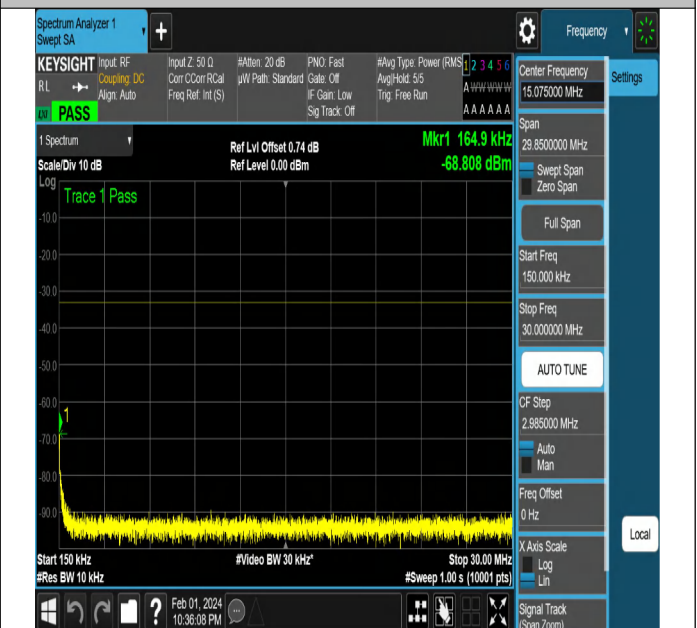 Spectrum Analyzer 1
Swept SA
+
Frequency
KEYSIGHT
RL
PASS
Input: RF
Coupling: DC
Align: Auto
Input Z: 50 Ω
Corr CCorr RCal
Freq Ref: Int (S)
#Atten: 20 dB
µW Path: Standard
PNO: Fast
Gate: Off
IF Gain: Low
Sig Track: Off
#Avg Type: Power (RMS
Avg|Hold: 5/5
Trig: Free Run
1 2 3 4 5 6
A W W W W W
A A A A A A
1 Spectrum
Scale/Div 10 dB
Ref Lvl Offset 0.74 dB
Ref Level 0.00 dBm
Mkr1 164.9 kHz
-68.808 dBm
Log
Trace 1 Pass
-10.0
-20.0
-30.0
-40.0
-50.0
-60.0
-70.0
-80.0
-90.0
1
Start 150 kHz
#Res BW 10 kHz
#Video BW 30 kHz*
Stop 30.00 MHz
#Sweep 1.00 s (10001 pts)
Feb 01, 2024
10:36:08 PM
?
Center Frequency
15.075000 MHz
Settings
Span
29.8500000 MHz
Swept Span
Zero Span
Full Span
Start Freq
150.000 kHz
Stop Freq
30.000000 MHz
AUTO TUNE
CF Step
2.985000 MHz
Auto
Man
Freq Offset
0 Hz
Local
X Axis Scale
Log
Lin
Signal Track
(Span Zoom)